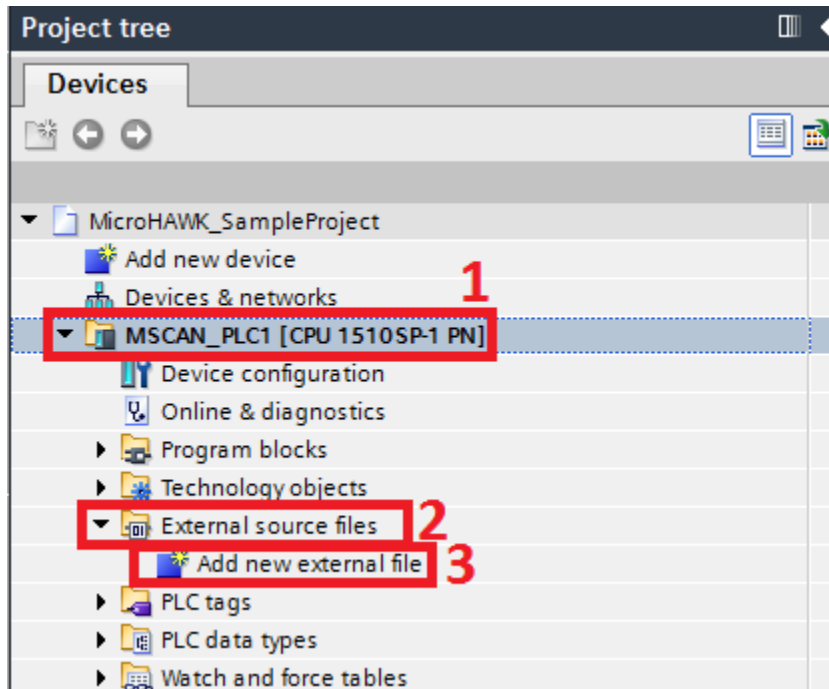 Project tree
Devices
MicroHAWK_SampleProject
Add new device
Devices & networks
1
MSCAN_PLC1 [CPU 1510SP-1 PN]
Device configuration
Online & diagnostics
Program blocks
Technology objects
External source files
2
Add new external file
3
PLC tags
PLC data types
Watch and force tables